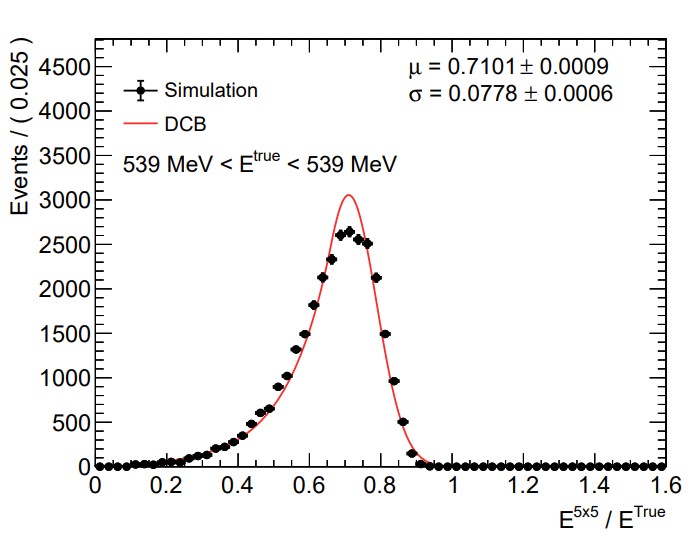 Events / ( 0.025 )
4500
4000
3500
3000
2500
2000
1500
1000
500
0
μ = 0.7101 ± 0.0009
σ = 0.0778 ± 0.0006
Simulation
DCB
539 MeV < E^true < 539 MeV
0 0.2 0.4 0.6 0.8 1 1.2 1.4 1.6
E^5x5 / E^True